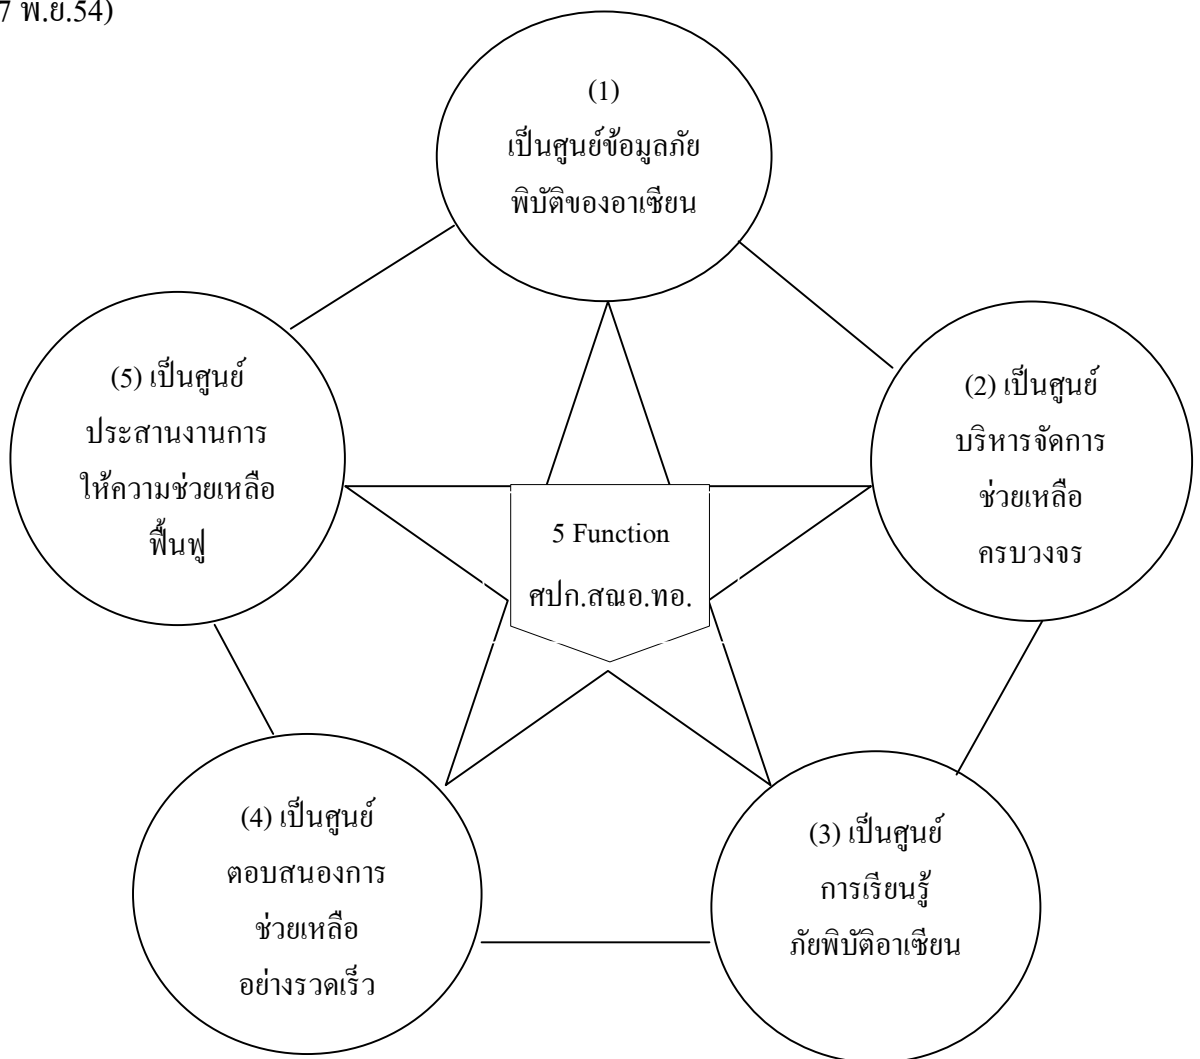 7 พ.ย.54)
(1)
เป็นศูนย์ข้อมูลภัย
พิบัติของอาเซียน
(2) เป็นศูนย์
บริหารจัดการ
ช่วยเหลือ
ครบวงจร
(3) เป็นศูนย์
การเรียนรู้
ภัยพิบัติอาเซียน
(4) เป็นศูนย์
ตอบสนองการ
ช่วยเหลือ
อย่างรวดเร็ว
(5) เป็นศูนย์
ประสานงานการ
ให้ความช่วยเหลือ
ฟื้นฟู
5 Function
ศปก.สณอ.ทอ.